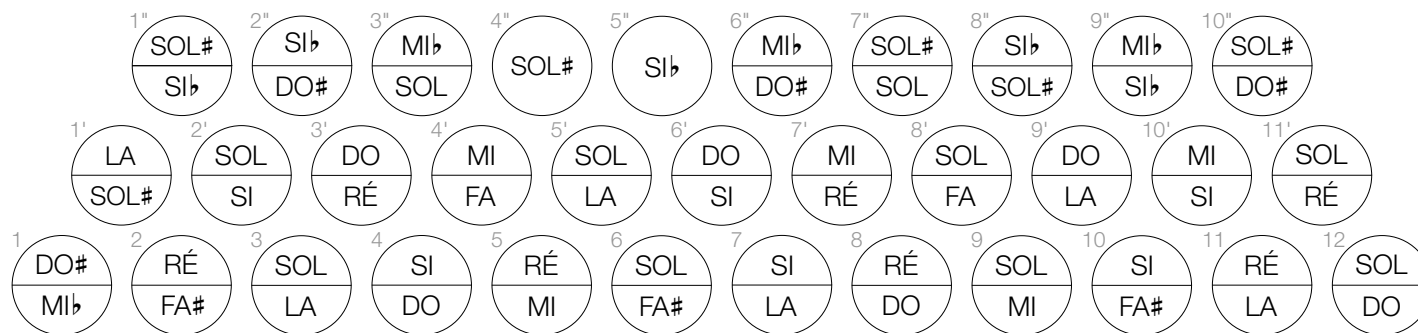 1" 2" 3" 4" 5" 6" 7" 8" 9" 10"
SOL♯ SI♭ MI♭ SOL♯ SI♭ MI♭ SOL♯ SI♭ MI♭ SOL♯
SI♭ DO♯ SOL DO♯ SOL SOL♯ SI♭ DO♯
1' 2' 3' 4' 5' 6' 7' 8' 9' 10' 11'
LA SOL DO MI SOL DO MI SOL DO MI SOL
SOL♯ SI RÉ FA LA SI RÉ FA LA SI RÉ
1 2 3 4 5 6 7 8 9 10 11 12
DO♯ RÉ SOL SI RÉ SOL SI RÉ SOL SI RÉ SOL
MI♭ FA♯ LA DO MI FA♯ LA DO MI FA♯ LA DO